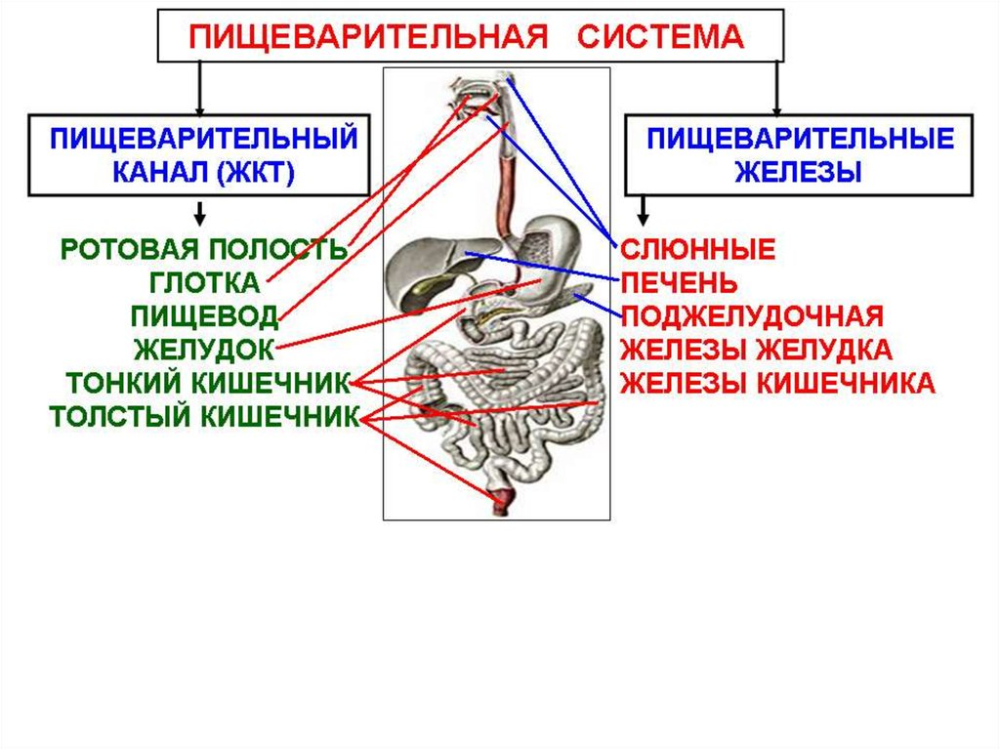 ПИЩЕВАРИТЕЛЬНАЯ СИСТЕМА
ПИЩЕВАРИТЕЛЬНЫЙ
КАНАЛ (ЖКТ)
РОТОВАЯ ПОЛОСТЬ
ГЛОТКА
ПИЩЕВОД
ЖЕЛУДОК
ТОНКИЙ КИШЕЧНИК
ТОЛСТЫЙ КИШЕЧНИК
ПИЩЕВАРИТЕЛЬНЫЕ
ЖЕЛЕЗЫ
СЛЮННЫЕ
ПЕЧЕНЬ
ПОДЖЕЛУДОЧНАЯ
ЖЕЛЕЗЫ ЖЕЛУДКА
ЖЕЛЕЗЫ КИШЕЧНИКА